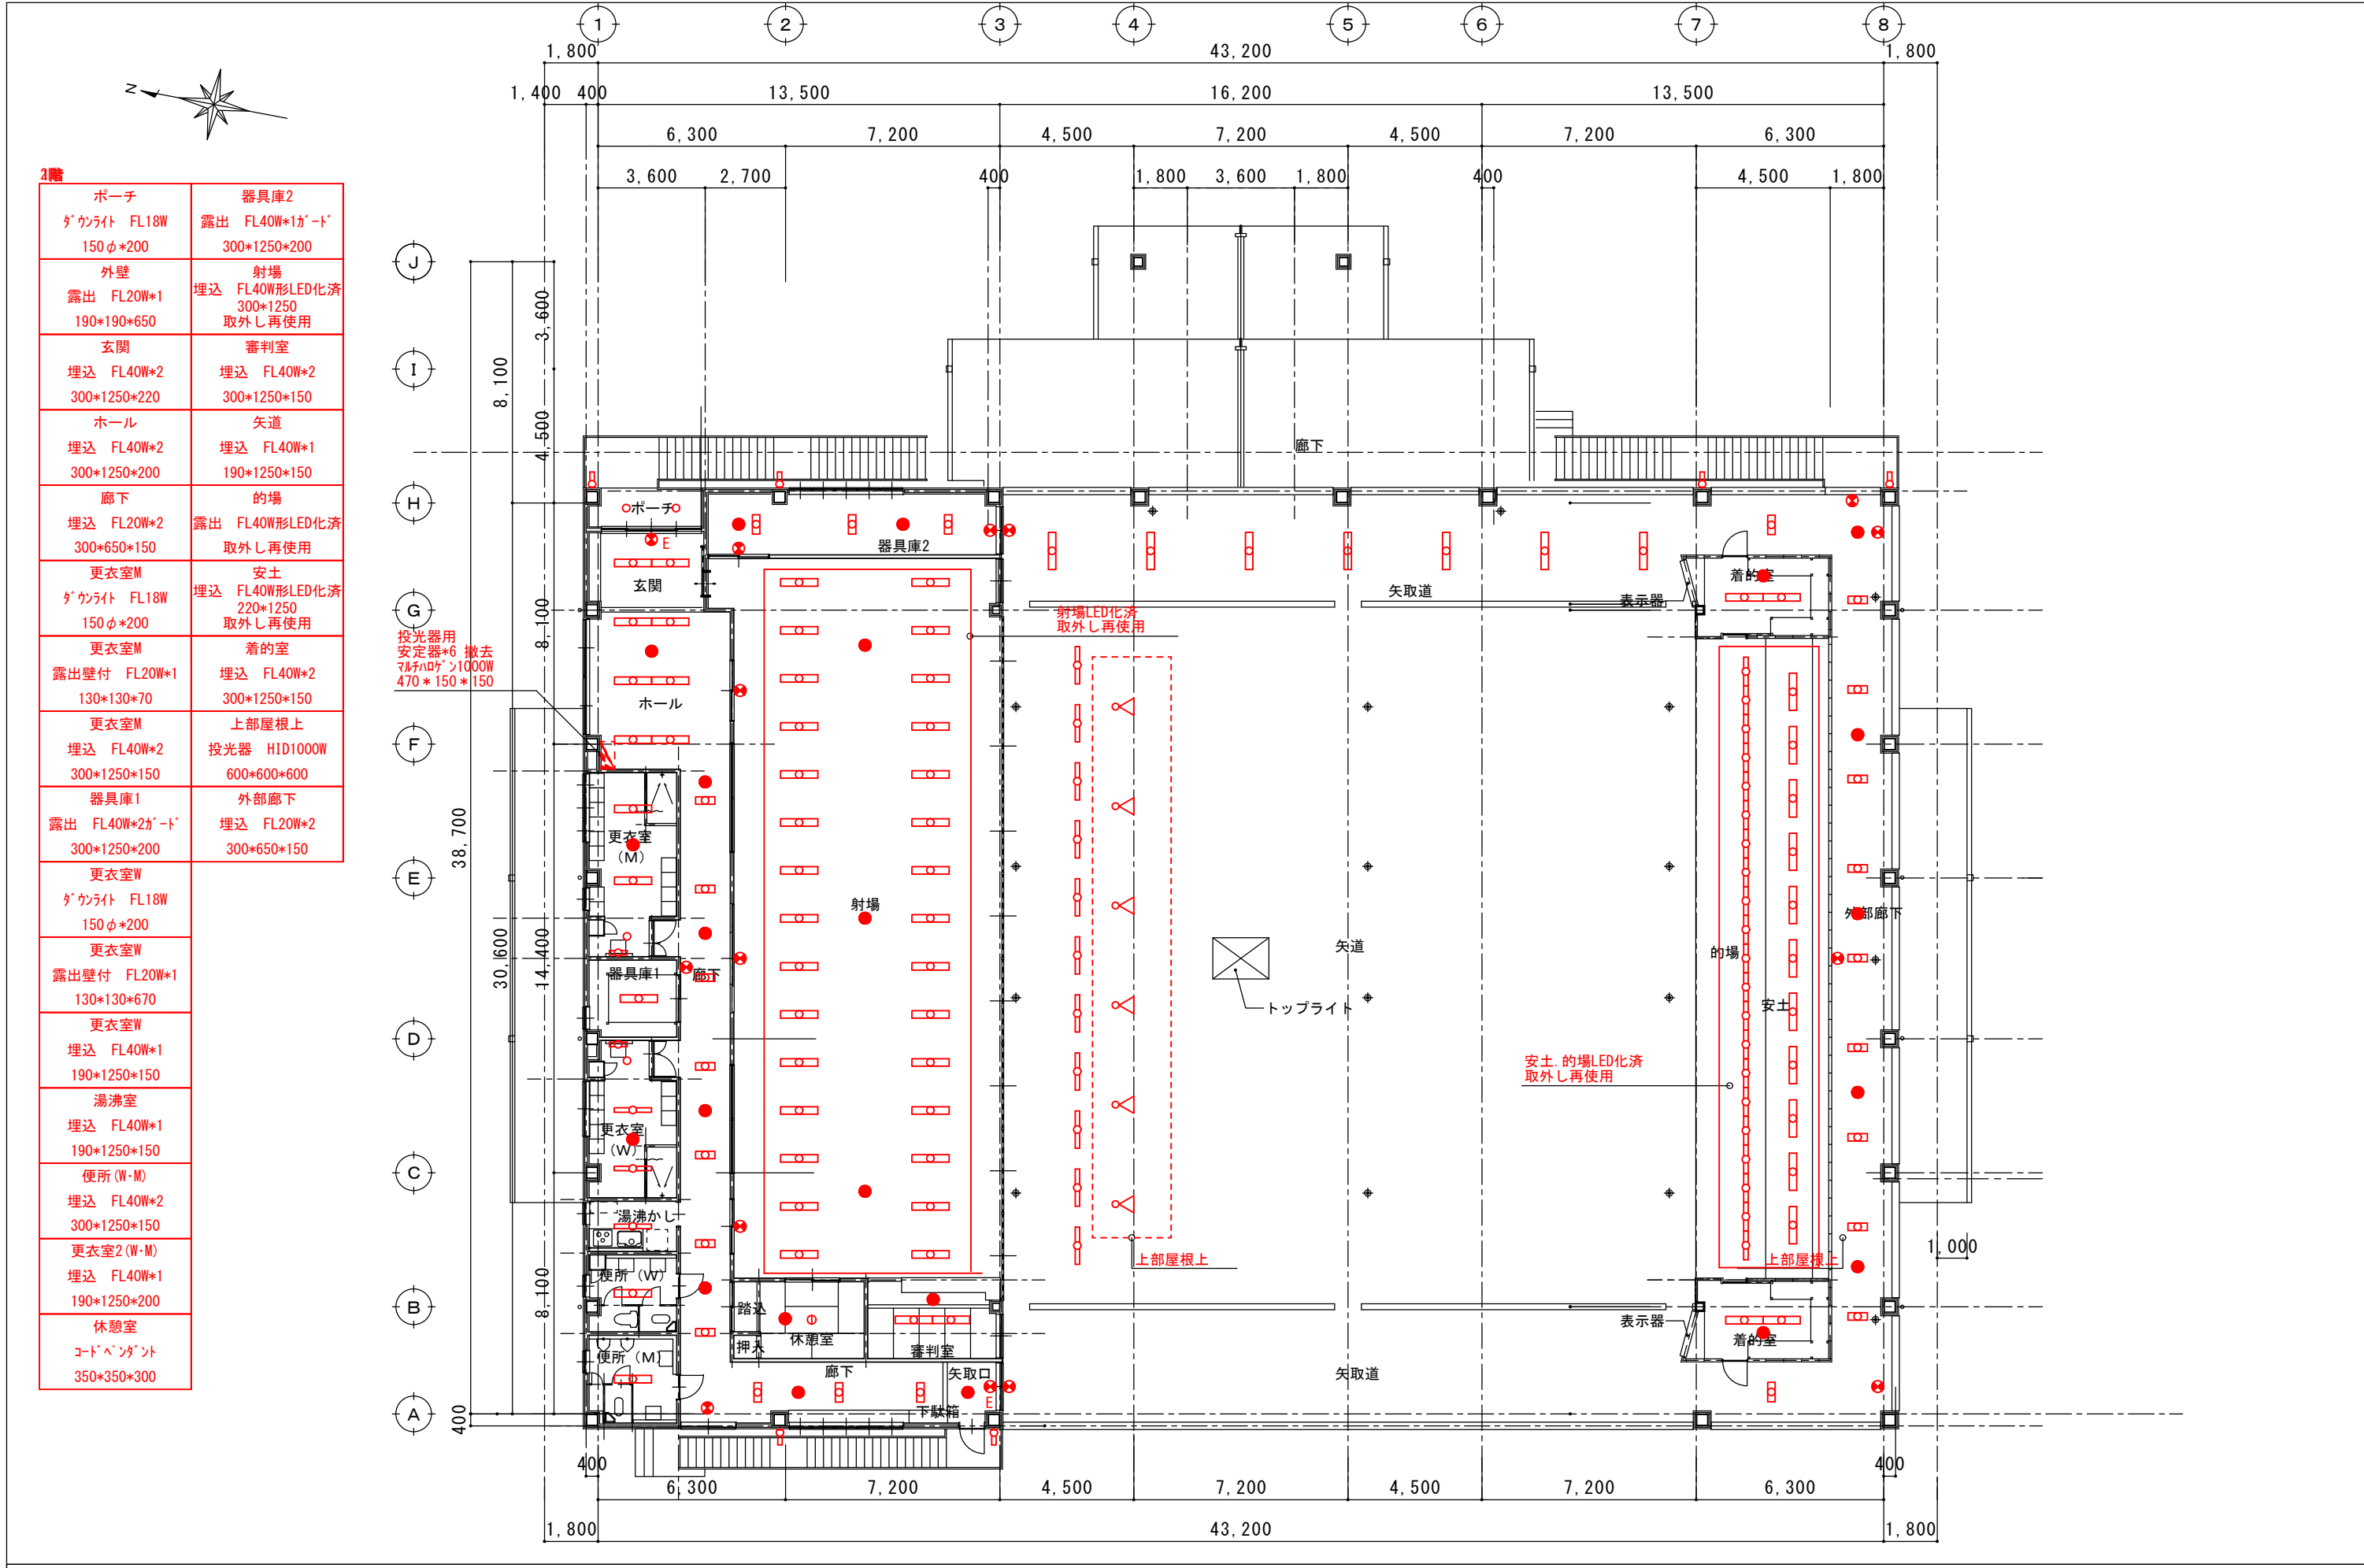 1 2 3 4 5 6 7 8
1,800 43,200 1,800
1,400 400 13,500 16,200 13,500
6,300 7,200 4,500 7,200 4,500 7,200 6,300
3,600 2,700 400 1,800 3,600 1,800 400 4,500 1,800
N
ポーチ
ﾀﾞｳﾝﾗｲﾄ FL18W
150φ*200
外壁
露出 FL20W*1
190*190*650
玄関
埋込 FL40W*2
300*1250*220
ホール
埋込 FL40W*2
300*1250*200
廊下
埋込 FL20W*2
300*650*150
更衣室M
ﾀﾞｳﾝﾗｲﾄ FL18W
150φ*200
更衣室M
露出壁付 FL20W*1
130*130*70
更衣室M
埋込 FL40W*2
300*1250*150
器具庫1
露出 FL40W*2ｶﾞｰﾄﾞ
300*1250*200
更衣室W
ﾀﾞｳﾝﾗｲﾄ FL18W
150φ*200
更衣室W
露出壁付 FL20W*1
130*130*670
更衣室W
埋込 FL40W*1
190*1250*150
湯沸室
埋込 FL40W*1
190*1250*150
便所(W･M)
埋込 FL40W*2
300*1250*150
更衣室2(W･M)
埋込 FL40W*1
190*1250*200
休憩室
ｺｰﾄﾞﾍﾟﾝﾀﾞﾝﾄ
350*350*300
器具庫2
露出 FL40W*1ｶﾞｰﾄﾞ
300*1250*200
射場
埋込 FL40W形LED化済
300*1250
取外し再使用
審判室
埋込 FL40W*2
300*1250*150
矢道
埋込 FL40W*1
190*1250*150
的場
露出 FL40W形LED化済
取外し再使用
安土
埋込 FL40W形LED化済
220*1250
取外し再使用
着的室
埋込 FL40W*2
300*1250*150
上部屋根上
投光器 HID1000W
600*600*600
外部廊下
埋込 FL20W*2
300*650*150
J
I
H
G
F
E
D
C
B
A
3,600
8,100
4,500
8,100
38,700
30,600
14,400
8,100
400
投光器用
安定器*6 撤去
ﾏﾙﾁﾊﾛｹﾞﾝ1000W
470*150*150
廊下
ポーチ
E
器具庫2
玄関
矢取道
表示器
着的室
射場LED化済
取外し再使用
ホール
更衣室
(M)
射場
外部廊下
矢道
的場
器具庫1
廊下
トップライト
安土
安土.的場LED化済
取外し再使用
更衣室
(W)
湯沸かし
上部屋根上
上部屋根上
1,000
便所 (W)
踏込
休憩室
押入
審判室
表示器
着的室
便所 (M)
廊下
矢取口
矢取道
E
下駄箱
400 400
6,300 7,200 4,500 7,200 4,500 7,200 6,300
1,800 43,200 1,800